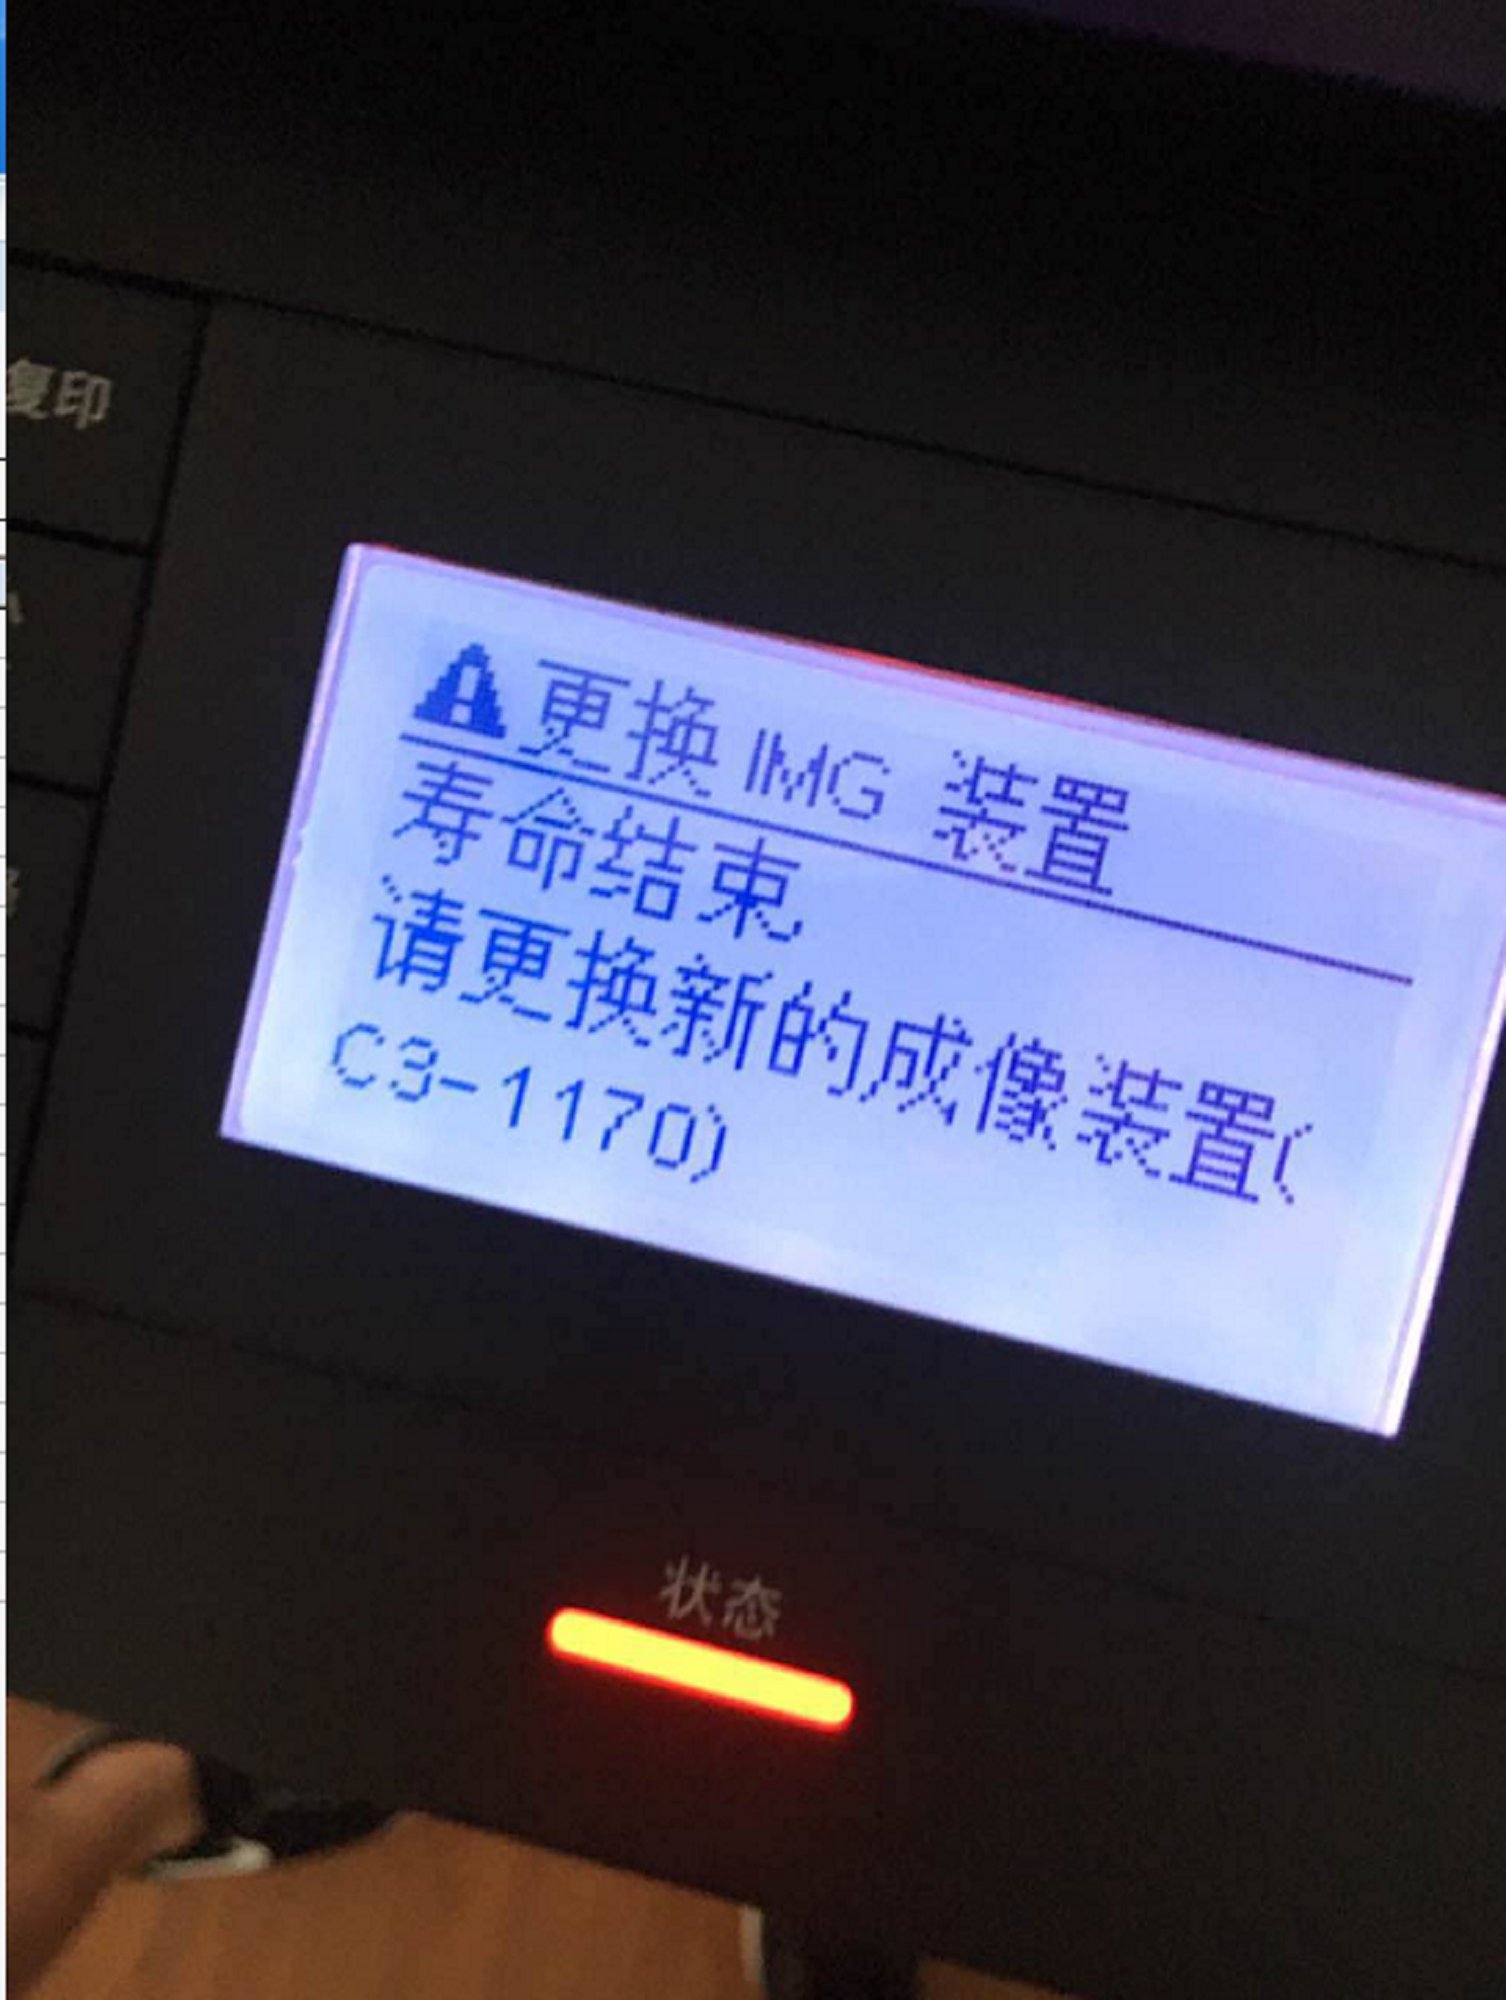 复印
更换 IMG 装置
寿命结束
请更换新的成像装置(
C3-1170)
状态